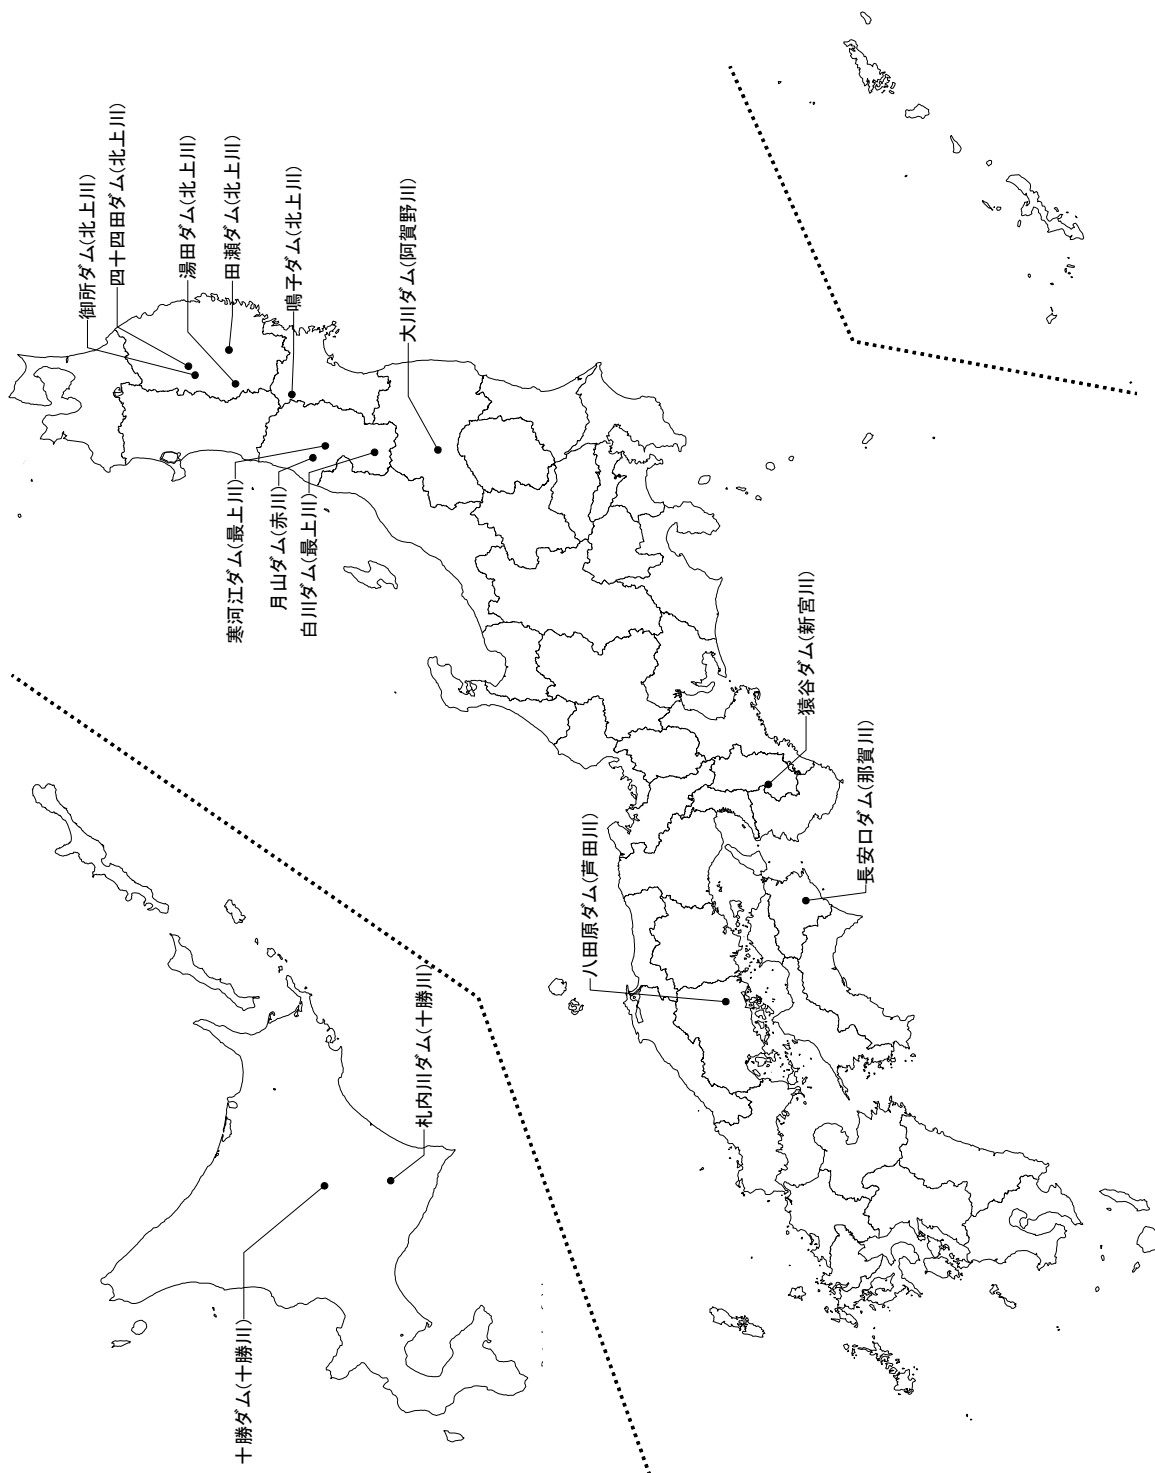 御所ダム(北上川)
四十四田ダム(北上川)
湯田ダム(北上川)
田瀬ダム(北上川)
鳴子ダム(北上川)
大川ダム(阿賀野川)
寒河江ダム(最上川)
月山ダム(赤川)
白川ダム(最上川)
猿谷ダム(新宮川)
長安口ダム(那賀川)
八田原ダム(芦田川)
札内川ダム(十勝川)
十勝ダム(十勝川)